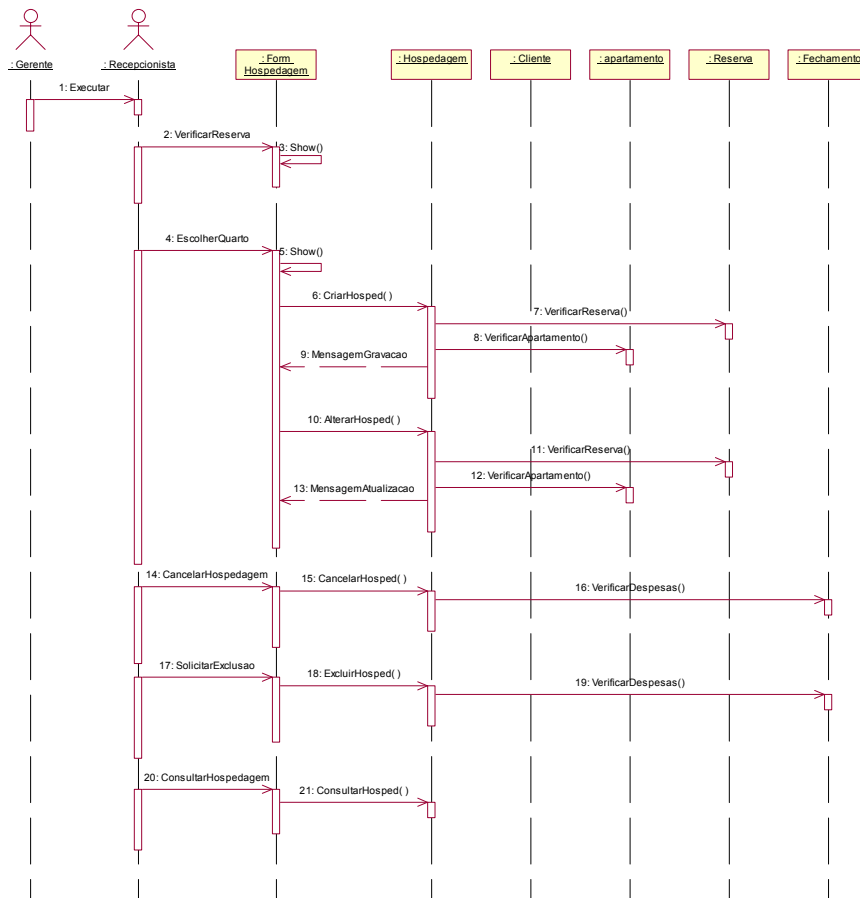 : Gerente
: Recepcionista
: Form
Hospedagem
: Hospedagem
: Cliente
: apartamento
: Reserva
: Fechamento
1: Executar
2: VerificarReserva
3: Show()
4: EscolherQuarto
5: Show()
6: CriarHosped( )
7: VerificarReserva()
8: VerificarApartamento()
9: MensagemGravacao
10: AlterarHosped( )
11: VerificarReserva()
12: VerificarApartamento()
13: MensagemAtualizacao
14: CancelarHospedagem
15: CancelarHosped( )
16: VerificarDespesas()
17: SolicitarExclusao
18: ExcluirHosped( )
19: VerificarDespesas()
20: ConsultarHospedagem
21: ConsultarHosped( )